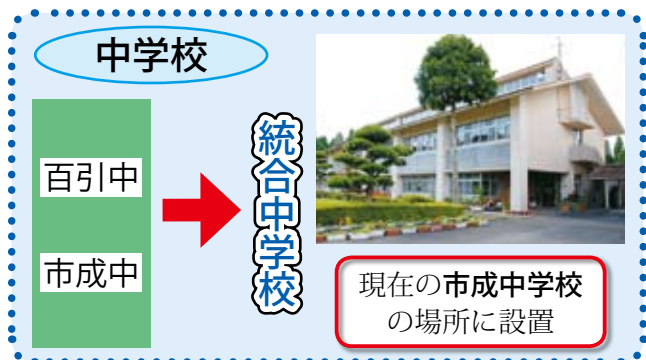 中学校
百引中
市成中
統合中学校
現在の市成中学校
の場所に設置